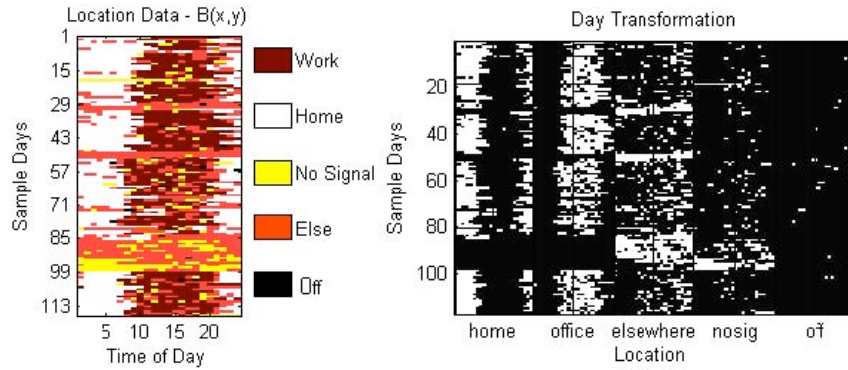 Location Data - B(x,y)
Sample Days
1
15
29
43
57
71
85
99
113
5 10 15 20
Time of Day
Work
Home
No Signal
Else
Off
Day Transformation
Sample Days
20
40
60
80
100
home office elsewhere nosig off
Location